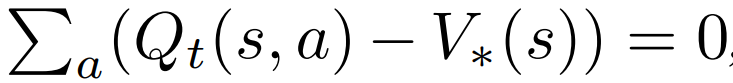 ∑ₐ(Qₜ(s, a) − V∗(s)) = 0,